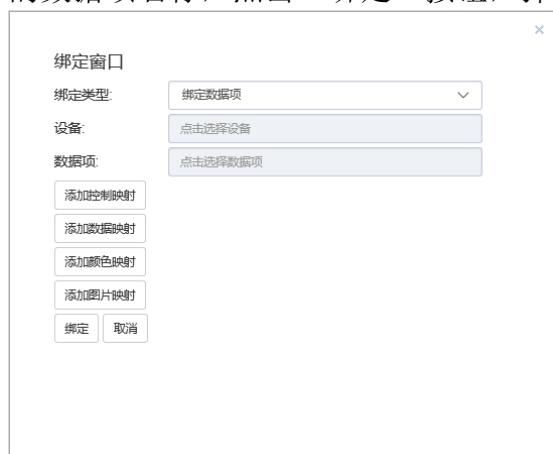 的数据项名称，点击“绑定”按钮，
×
绑定窗口
绑定类型: 绑定数据项
设备: 点击选择设备
数据项: 点击选择数据项
添加控制映射
添加数据映射
添加颜色映射
添加图片映射
绑定 取消